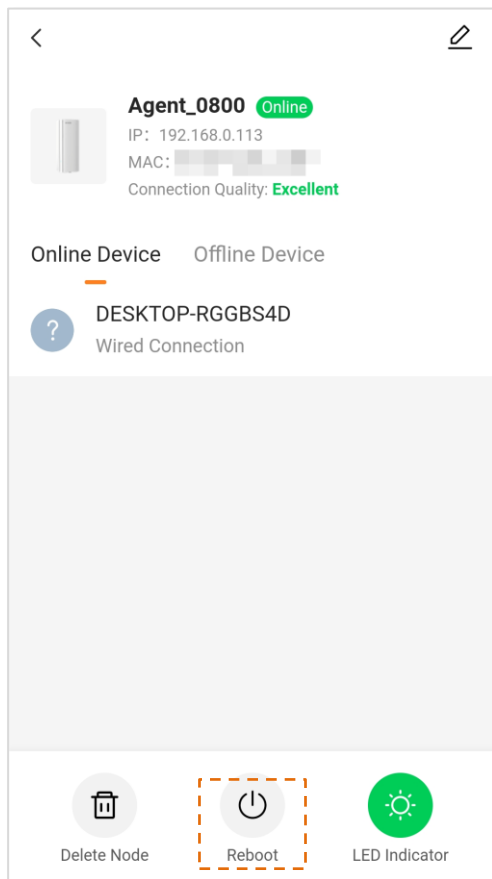 Agent_0800 Online
IP: 192.168.0.113
MAC:
Connection Quality: Excellent
Online Device Offline Device
?
DESKTOP-RGGBS4D
Wired Connection
Delete Node Reboot LED Indicator